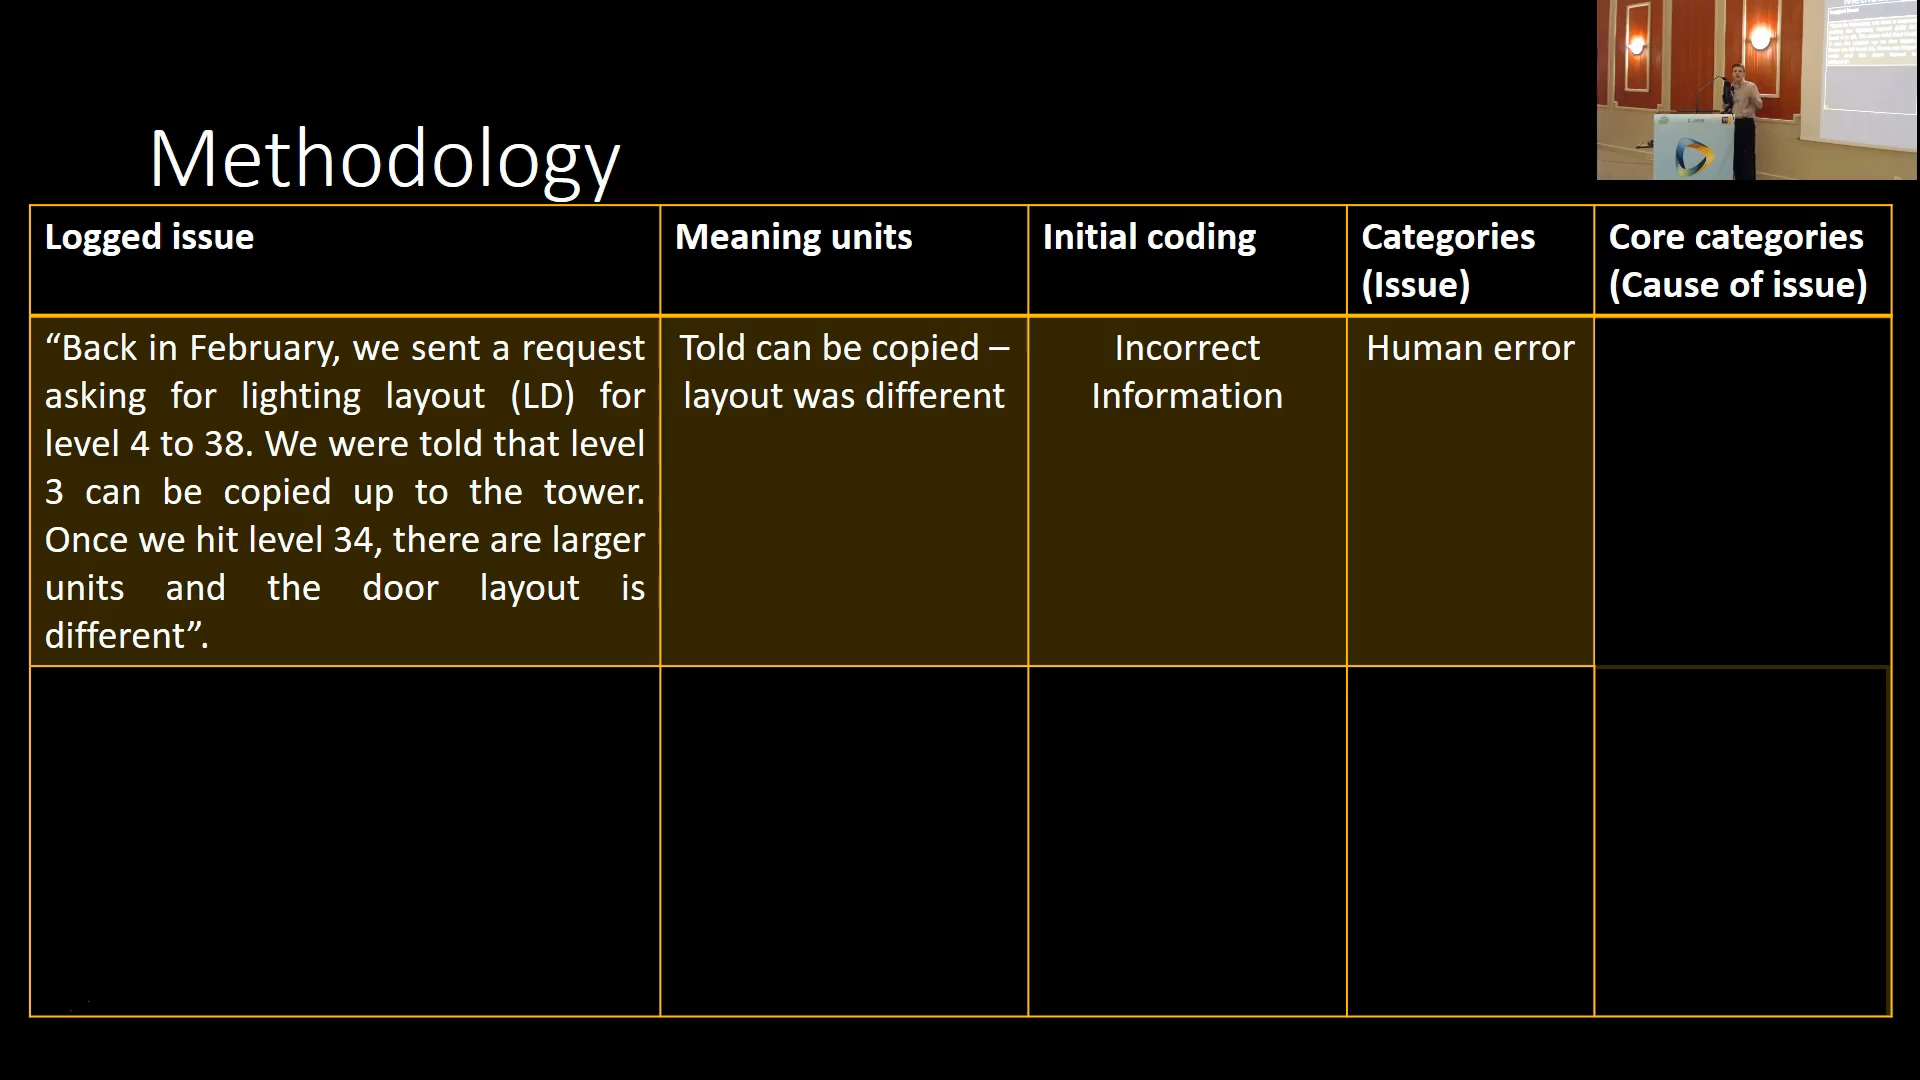 Methodology
Logged issue
Meaning units
Initial coding
Categories
(Issue)
Core categories
(Cause of issue)
“Back in February, we sent a request
asking for lighting layout (LD) for
level 4 to 38. We were told that level
3 can be copied up to the tower.
Once we hit level 34, there are larger
units and the door layout is
different”.
Told can be copied –
layout was different
Incorrect
Information
Human error